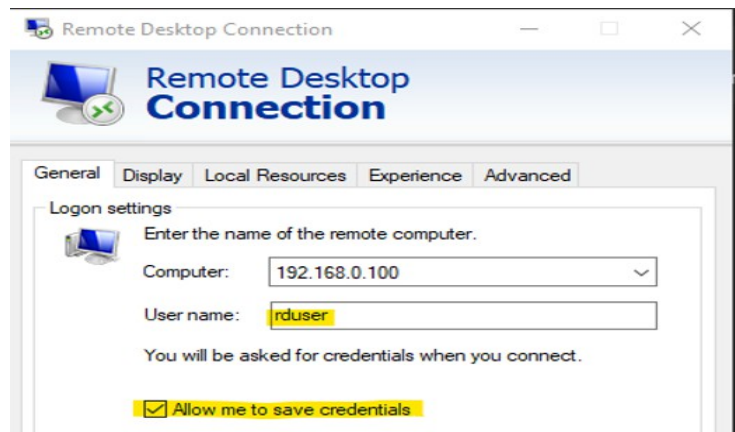 Remote Desktop Connection
Remote Desktop
Connection
General Display Local Resources Experience Advanced
Logon settings
Enter the name of the remote computer.
Computer: 192.168.0.100
User name: rduser
You will be asked for credentials when you connect.
Allow me to save credentials